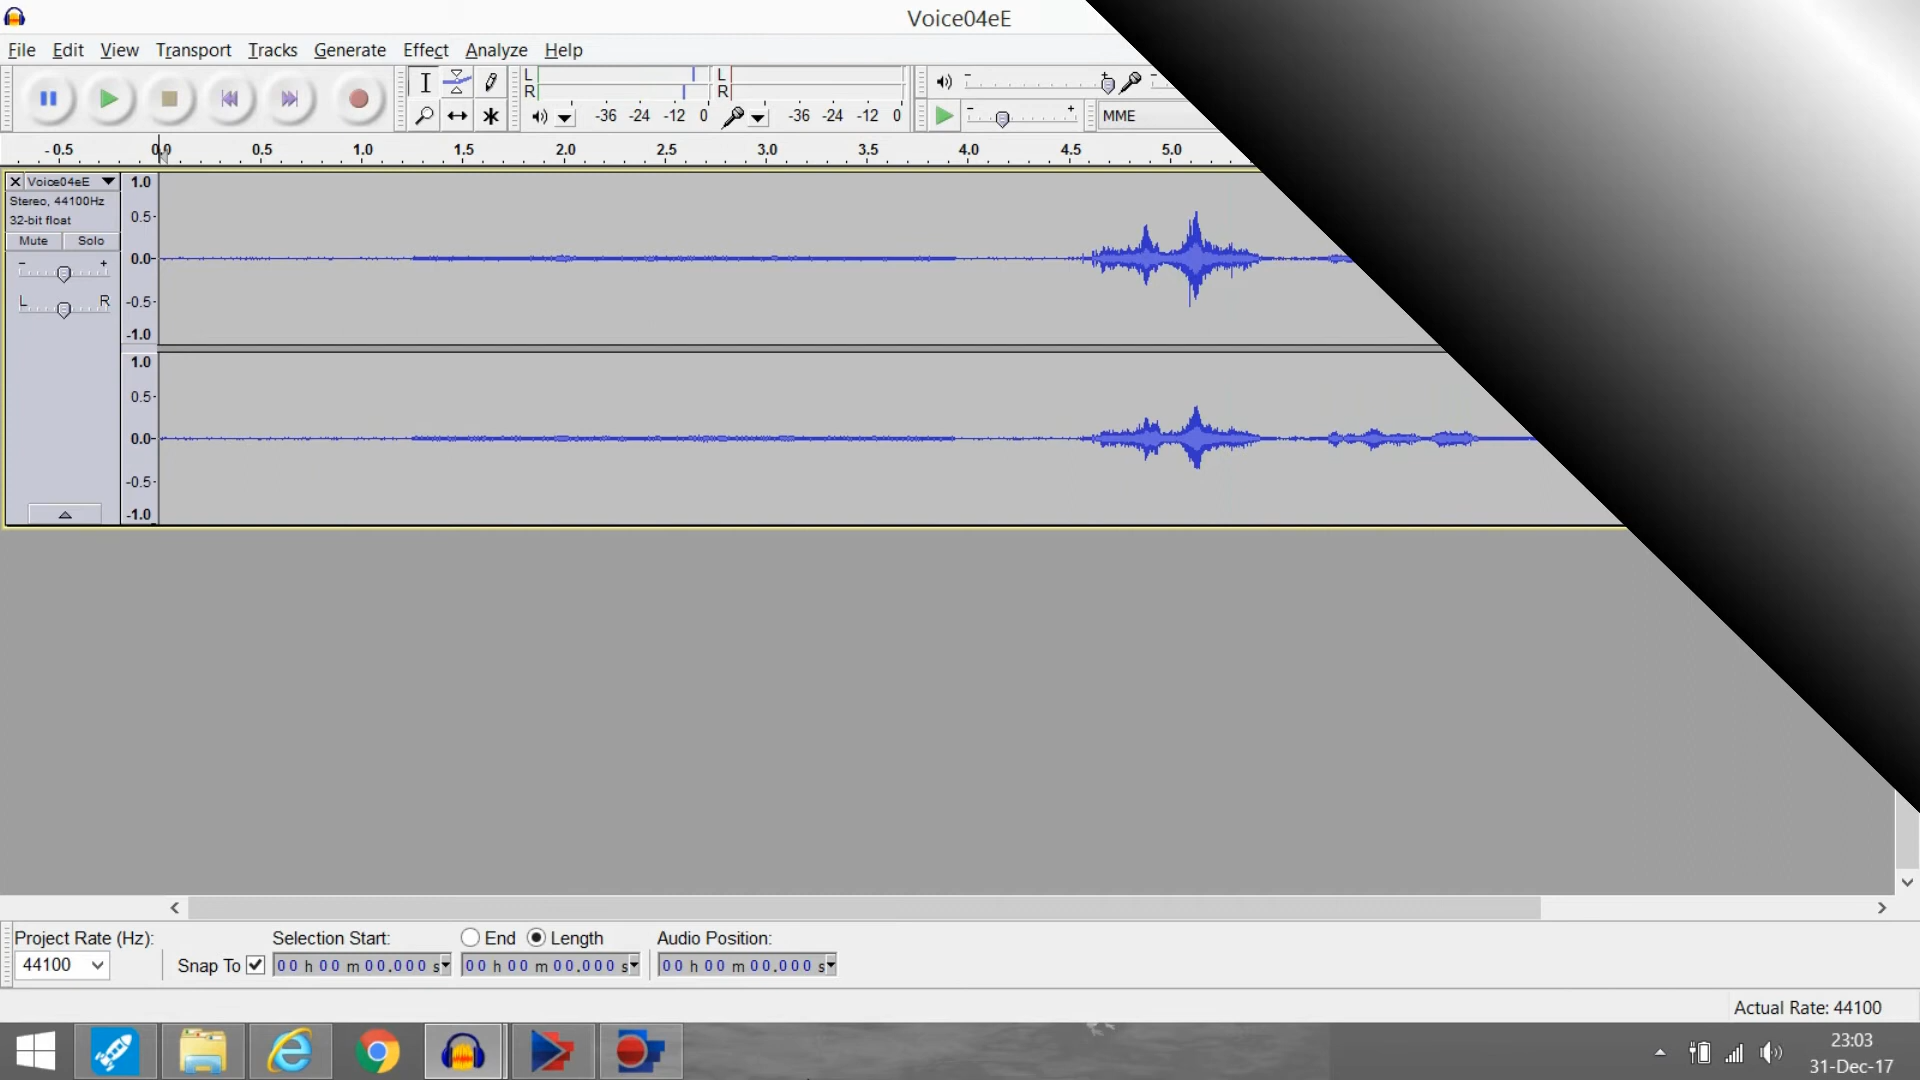 Voice04eE
File Edit View Transport Tracks Generate Effect Analyze Help
L L
R R
-36 -24 -12 0 -36 -24 -12 0
MME
-0.5 0.0 0.5 1.0 1.5 2.0 2.5 3.0 3.5 4.0 4.5 5.0
Voice04eE
Stereo, 44100Hz
32-bit float
Mute Solo
- +
L R
1.0
0.5
0.0
-0.5
-1.0
1.0
0.5
0.0
-0.5
-1.0
Project Rate (Hz): Selection Start: End Length Audio Position:
44100 Snap To 00 h 00 m 00.000 s 00 h 00 m 00.000 s 00 h 00 m 00.000 s
Actual Rate: 44100
23:03
31-Dec-17